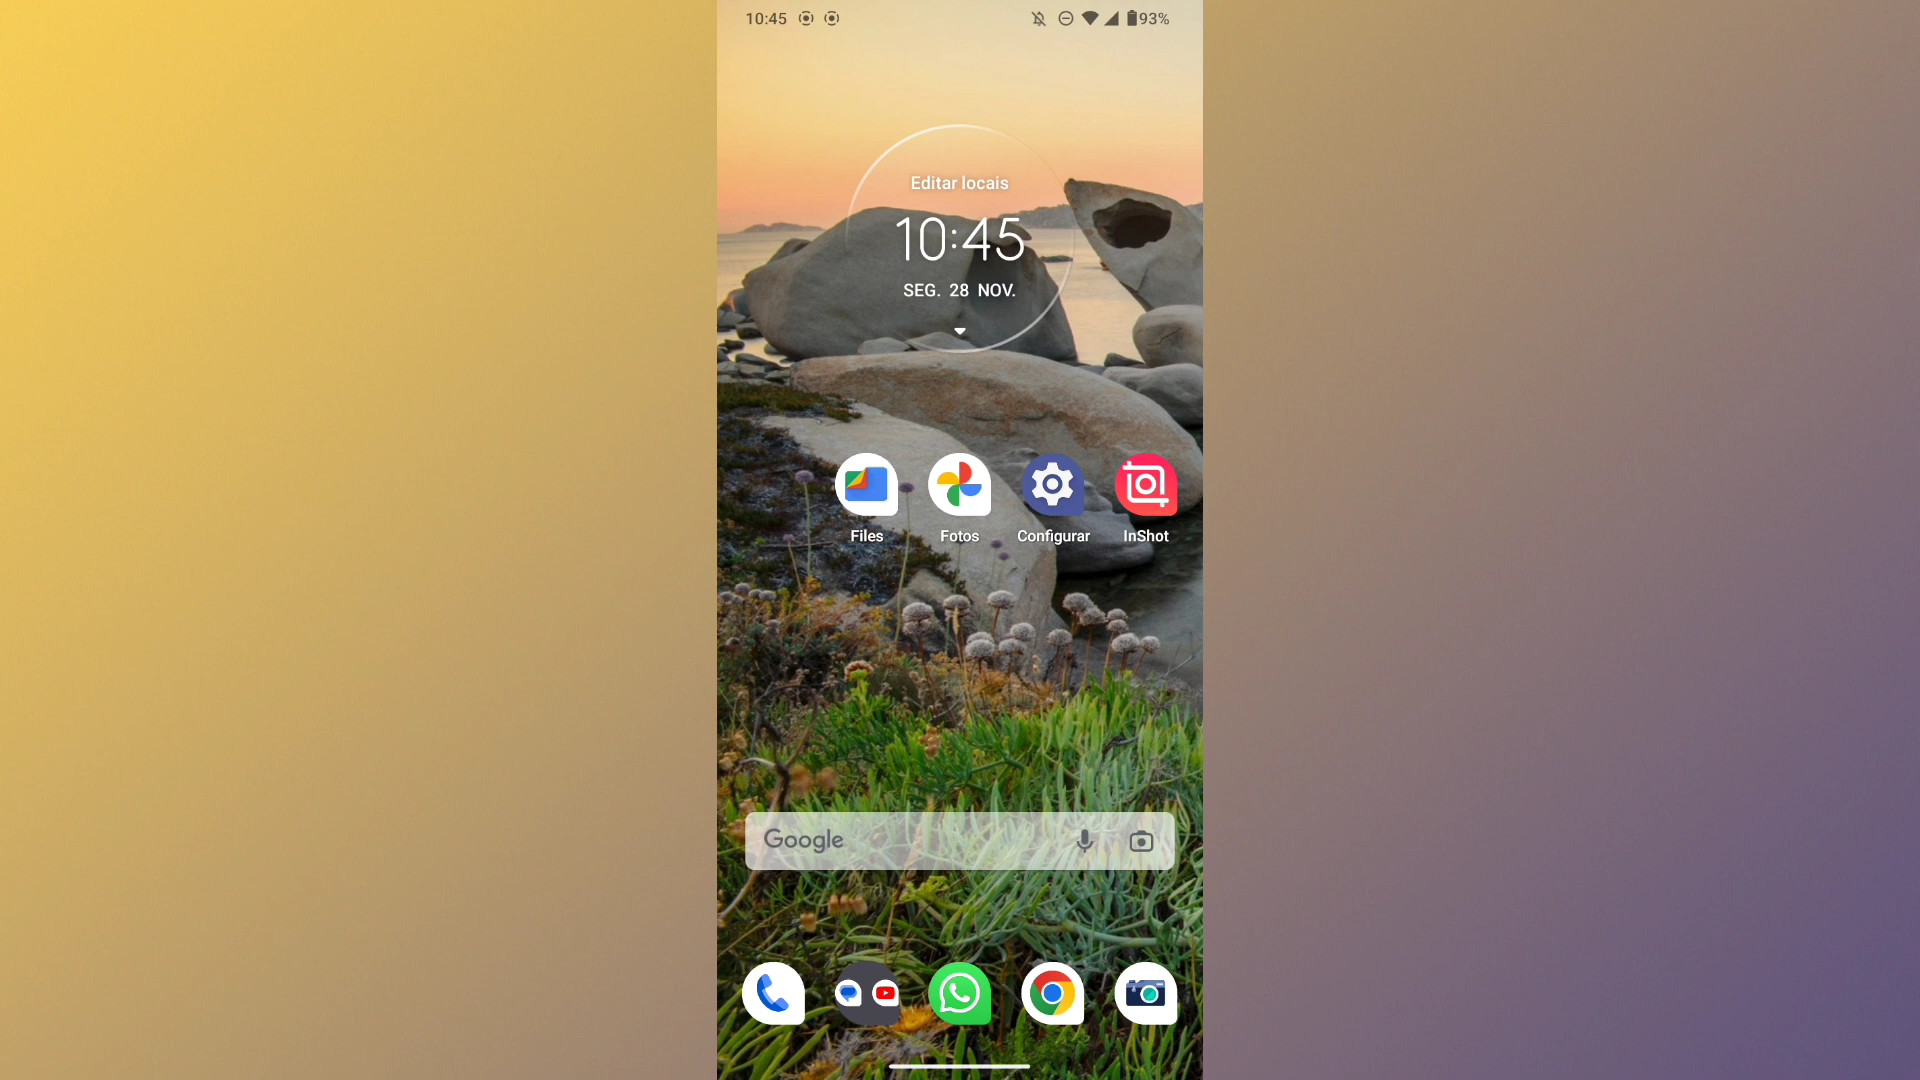 10:45
93%
Editar locais
10:45
SEG. 28 NOV.
Files
Fotos
Configurar
InShot
Google